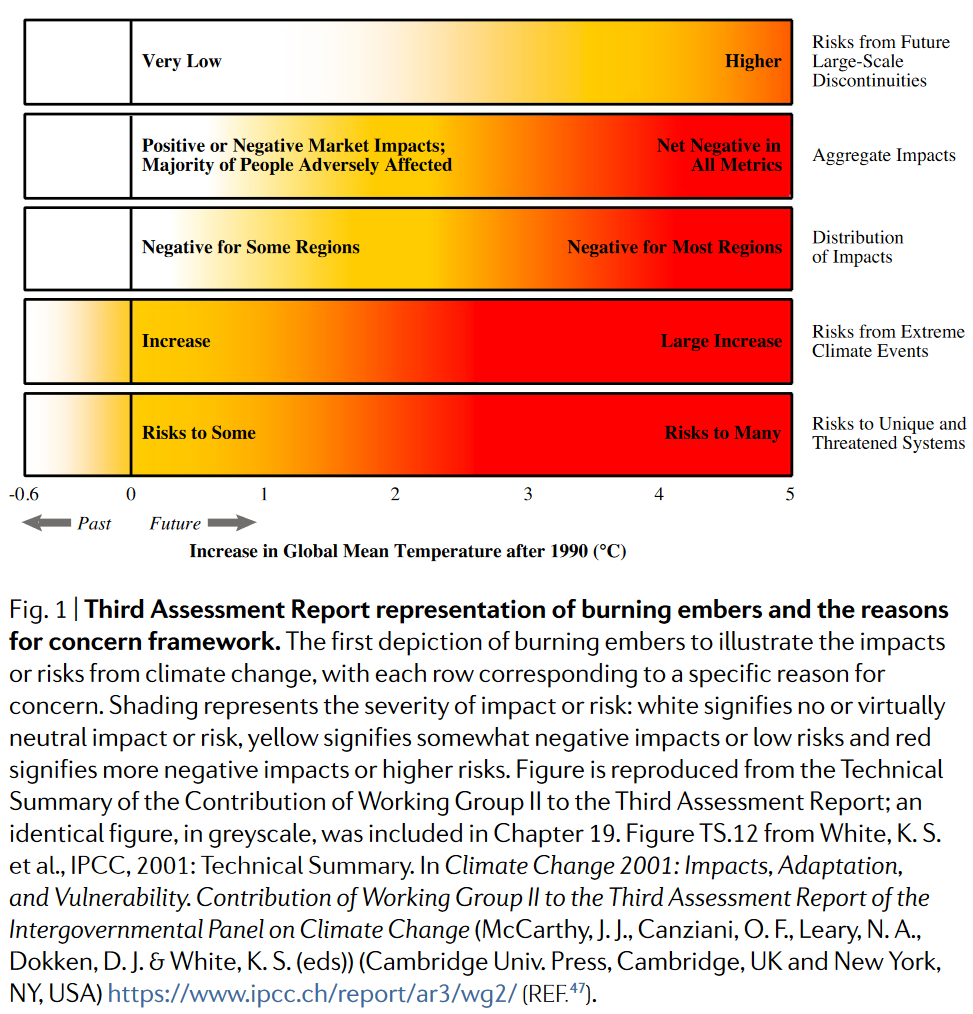 Very Low
Higher
Risks from Future
Large-Scale
Discontinuities
Positive or Negative Market Impacts;
Majority of People Adversely Affected
Net Negative in
All Metrics
Aggregate Impacts
Negative for Some Regions
Negative for Most Regions
Distribution
of Impacts
Increase
Large Increase
Risks from Extreme
Climate Events
Risks to Some
Risks to Many
Risks to Unique and
Threatened Systems
-0.6 0 1 2 3 4 5
Past Future
Increase in Global Mean Temperature after 1990 (°C)
Fig. 1 | Third Assessment Report representation of burning embers and the reasons
for concern framework. The first depiction of burning embers to illustrate the impacts
or risks from climate change, with each row corresponding to a specific reason for
concern. Shading represents the severity of impact or risk: white signifies no or virtually
neutral impact or risk, yellow signifies somewhat negative impacts or low risks and red
signifies more negative impacts or higher risks. Figure is reproduced from the Technical
Summary of the Contribution of Working Group II to the Third Assessment Report; an
identical figure, in greyscale, was included in Chapter 19. Figure TS.12 from White, K. S.
et al., IPCC, 2001: Technical Summary. In Climate Change 2001: Impacts, Adaptation,
and Vulnerability. Contribution of Working Group II to the Third Assessment Report of the
Intergovernmental Panel on Climate Change (McCarthy, J. J., Canziani, O. F., Leary, N. A.,
Dokken, D. J. & White, K. S. (eds)) (Cambridge Univ. Press, Cambridge, UK and New York,
NY, USA) https://www.ipcc.ch/report/ar3/wg2/ (REF.47).